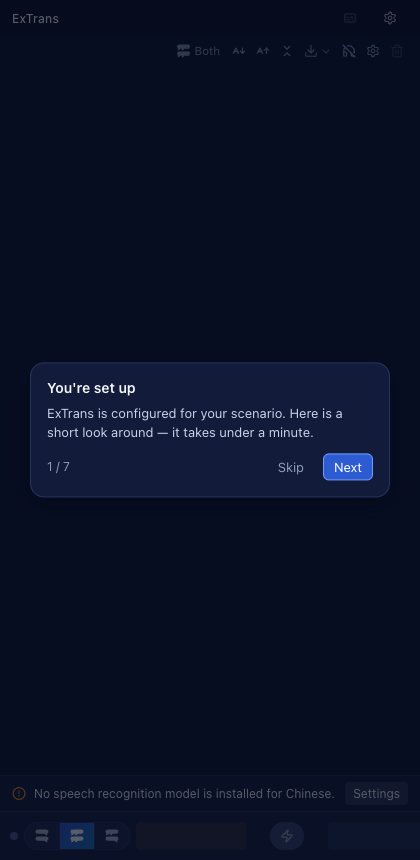 ExTrans
Both
You're set up
ExTrans is configured for your scenario. Here is a
short look around — it takes under a minute.
1 / 7
Skip
Next
No speech recognition model is installed for Chinese.
Settings